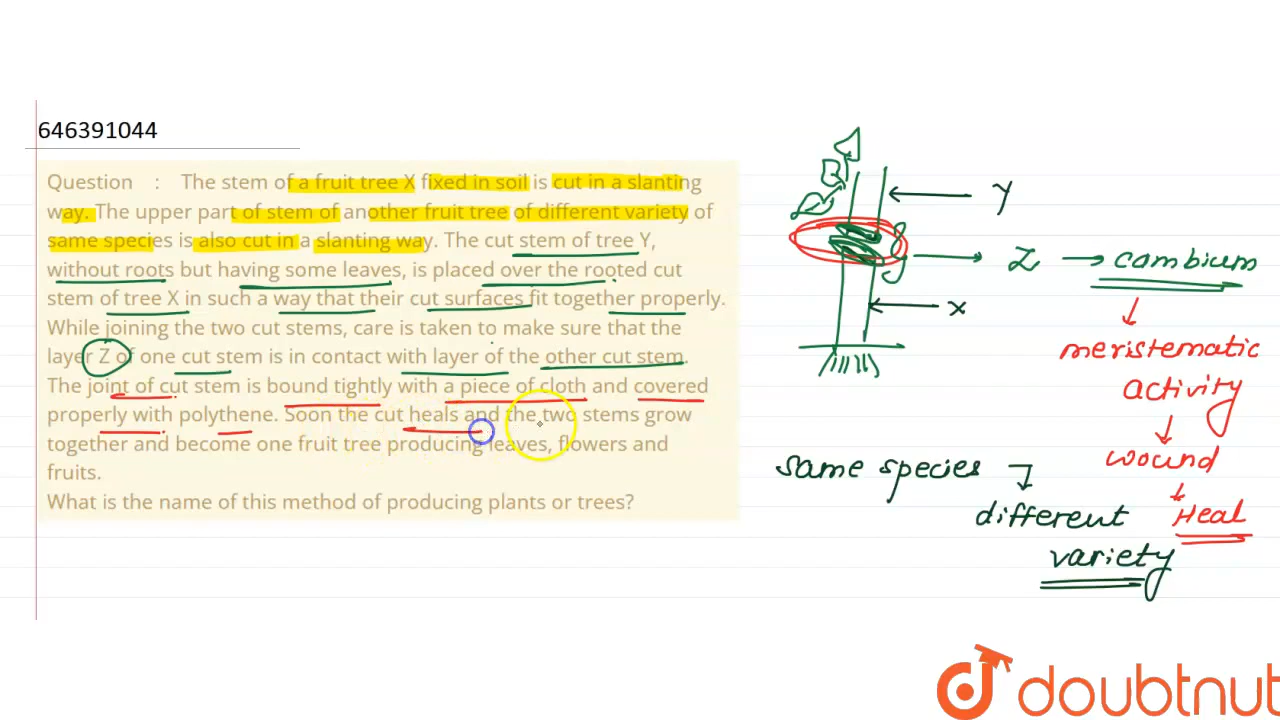 646391044
Question : The stem of a fruit tree X fixed in soil is cut in a slanting
way. The upper part of stem of another fruit tree of different variety of
same species is also cut in a slanting way. The cut stem of tree Y,
without roots but having some leaves, is placed over the rooted cut
stem of tree X in such a way that their cut surfaces fit together properly.
While joining the two cut stems, care is taken to make sure that the
layer Z of one cut stem is in contact with layer of the other cut stem.
The joint of cut stem is bound tightly with a piece of cloth and covered
properly with polythene. Soon the cut heals and the two stems grow
together and become one fruit tree producing leaves, flowers and
fruits.
What is the name of this method of producing plants or trees?
Y
Z → cambium
X
meristematic
activity
wound
Heal
same species
different
variety
doubtnut